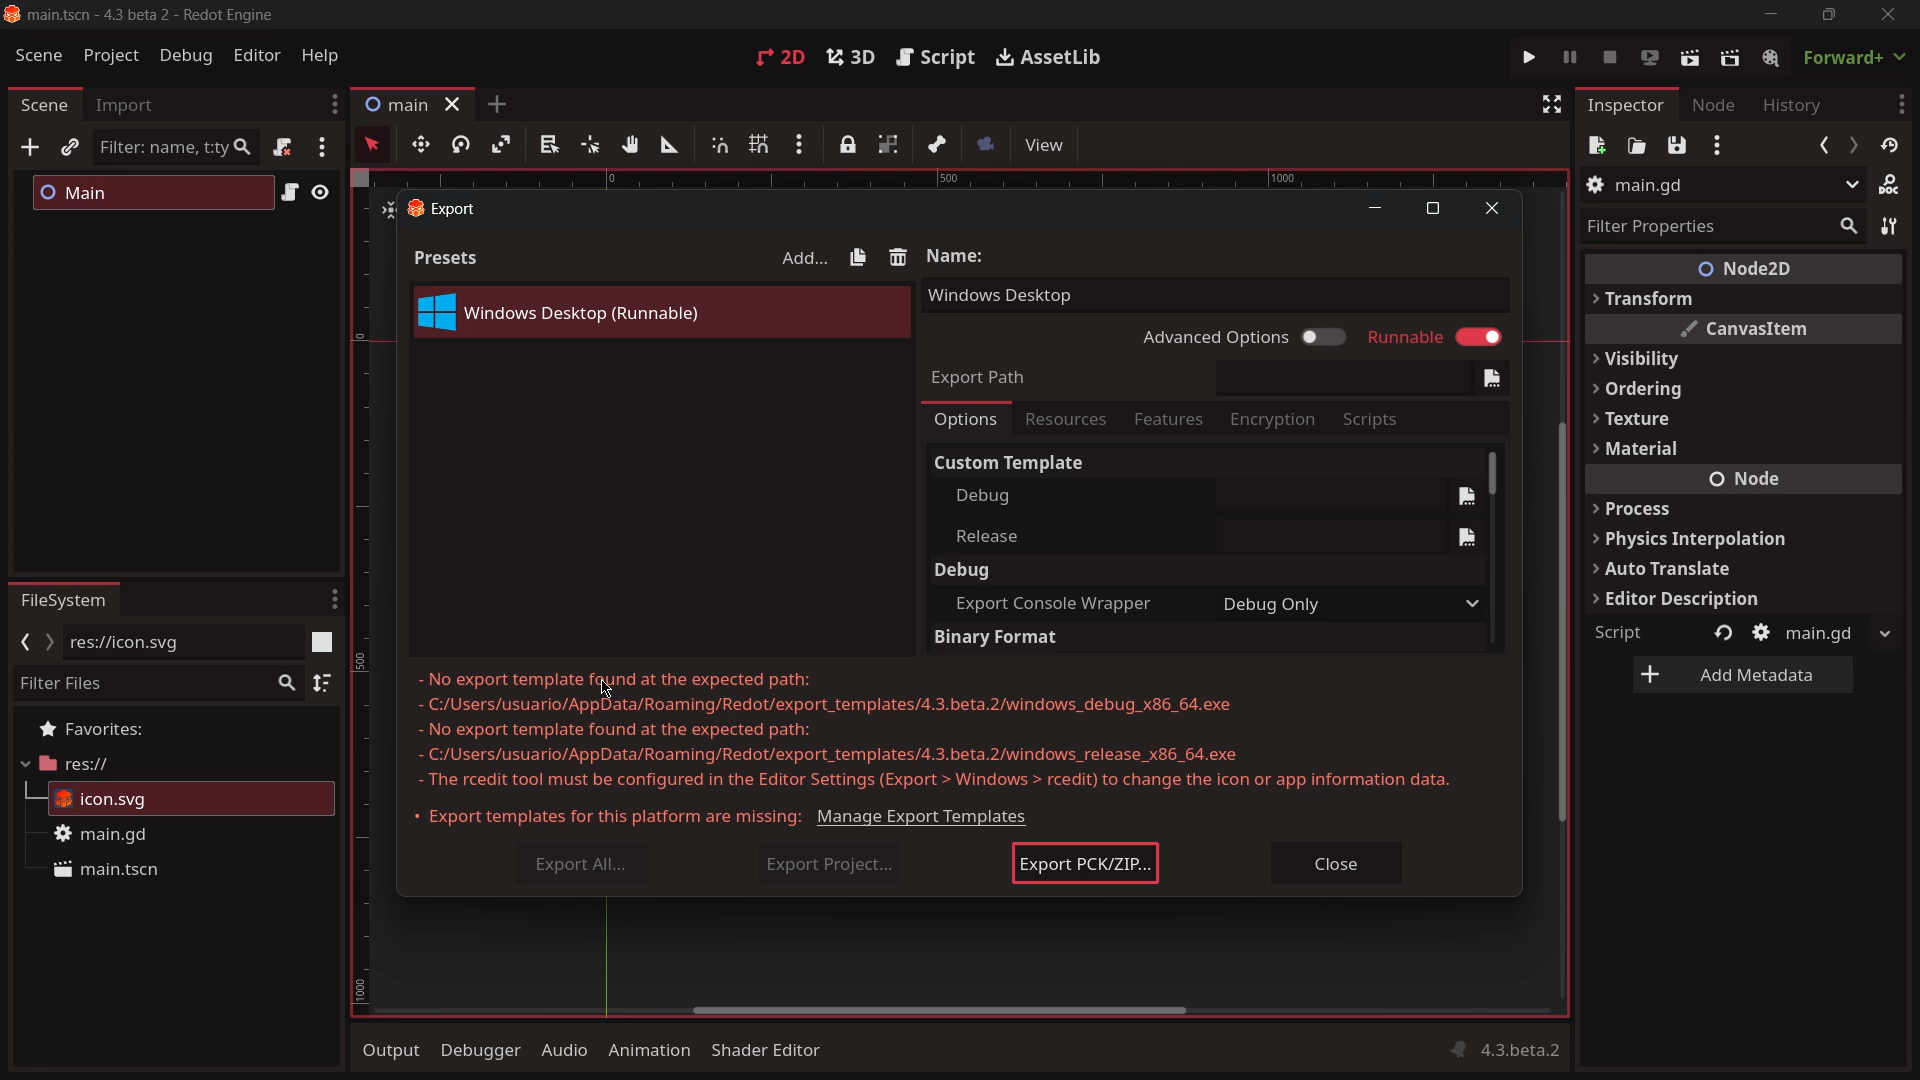 main.tscn - 4.3 beta 2 - Redot Engine
Scene Project Debug Editor Help
2D 3D Script AssetLib
Forward+
Scene Import
main
Inspector Node History
Filter: name, t:ty
View
Main
0 500 1000
main.gd
Filter Properties
Export
Presets Add...
Name:
Windows Desktop (Runnable)
Windows Desktop
Advanced Options Runnable
Export Path
Options Resources Features Encryption Scripts
Custom Template
Debug
Release
Debug
Export Console Wrapper Debug Only
Binary Format
- No export template found at the expected path:
- C:/Users/usuario/AppData/Roaming/Redot/export_templates/4.3.beta.2/windows_debug_x86_64.exe
- No export template found at the expected path:
- C:/Users/usuario/AppData/Roaming/Redot/export_templates/4.3.beta.2/windows_release_x86_64.exe
- The rcedit tool must be configured in the Editor Settings (Export > Windows > rcedit) to change the icon or app information data.
• Export templates for this platform are missing: Manage Export Templates
Export All... Export Project... Export PCK/ZIP... Close
0
500
1000
Node2D
Transform
CanvasItem
Visibility
Ordering
Texture
Material
Node
Process
Physics Interpolation
Auto Translate
Editor Description
Script main.gd
Add Metadata
FileSystem
res://icon.svg
Filter Files
Favorites:
res://
icon.svg
main.gd
main.tscn
Output Debugger Audio Animation Shader Editor
4.3.beta.2